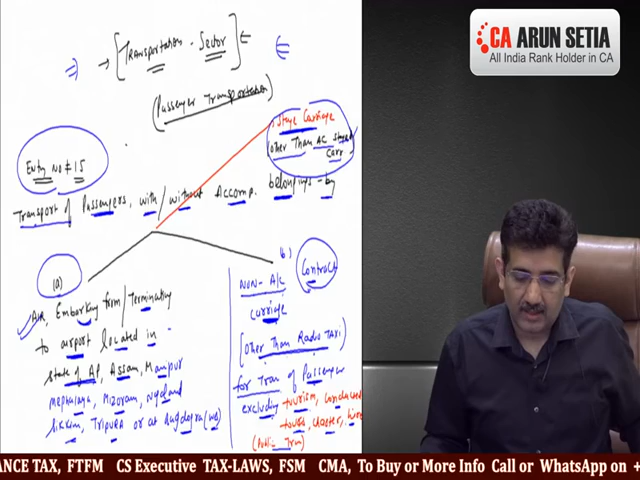 CA ARUN SETIA
All India Rank Holder in CA
[Transportation - Sector]
(Passenger Transportation)
Stage Carriage
Other Than AC Stage
Carr
Entry No # 15
Transport of Passengers, with/without Accomp. belongings - by
(a)
Air, Embarking from/Terminating
to airport located in -
state of AP, Assam, Manipur
Meghalaya, Mizoram, Nagaland
Sikkim, Tripura or at Bagdogra (WB)
b) Contract
NON-A/C
Carriage
(other Than Radio TAXI)
for Tran of Passenger
excluding tourism, Conducted
tours, charter, hire
(Public Trn)
ANCE TAX, FTFM CS Executive TAX-LAWS, FSM CMA, To Buy or More Info Call or WhatsApp on +